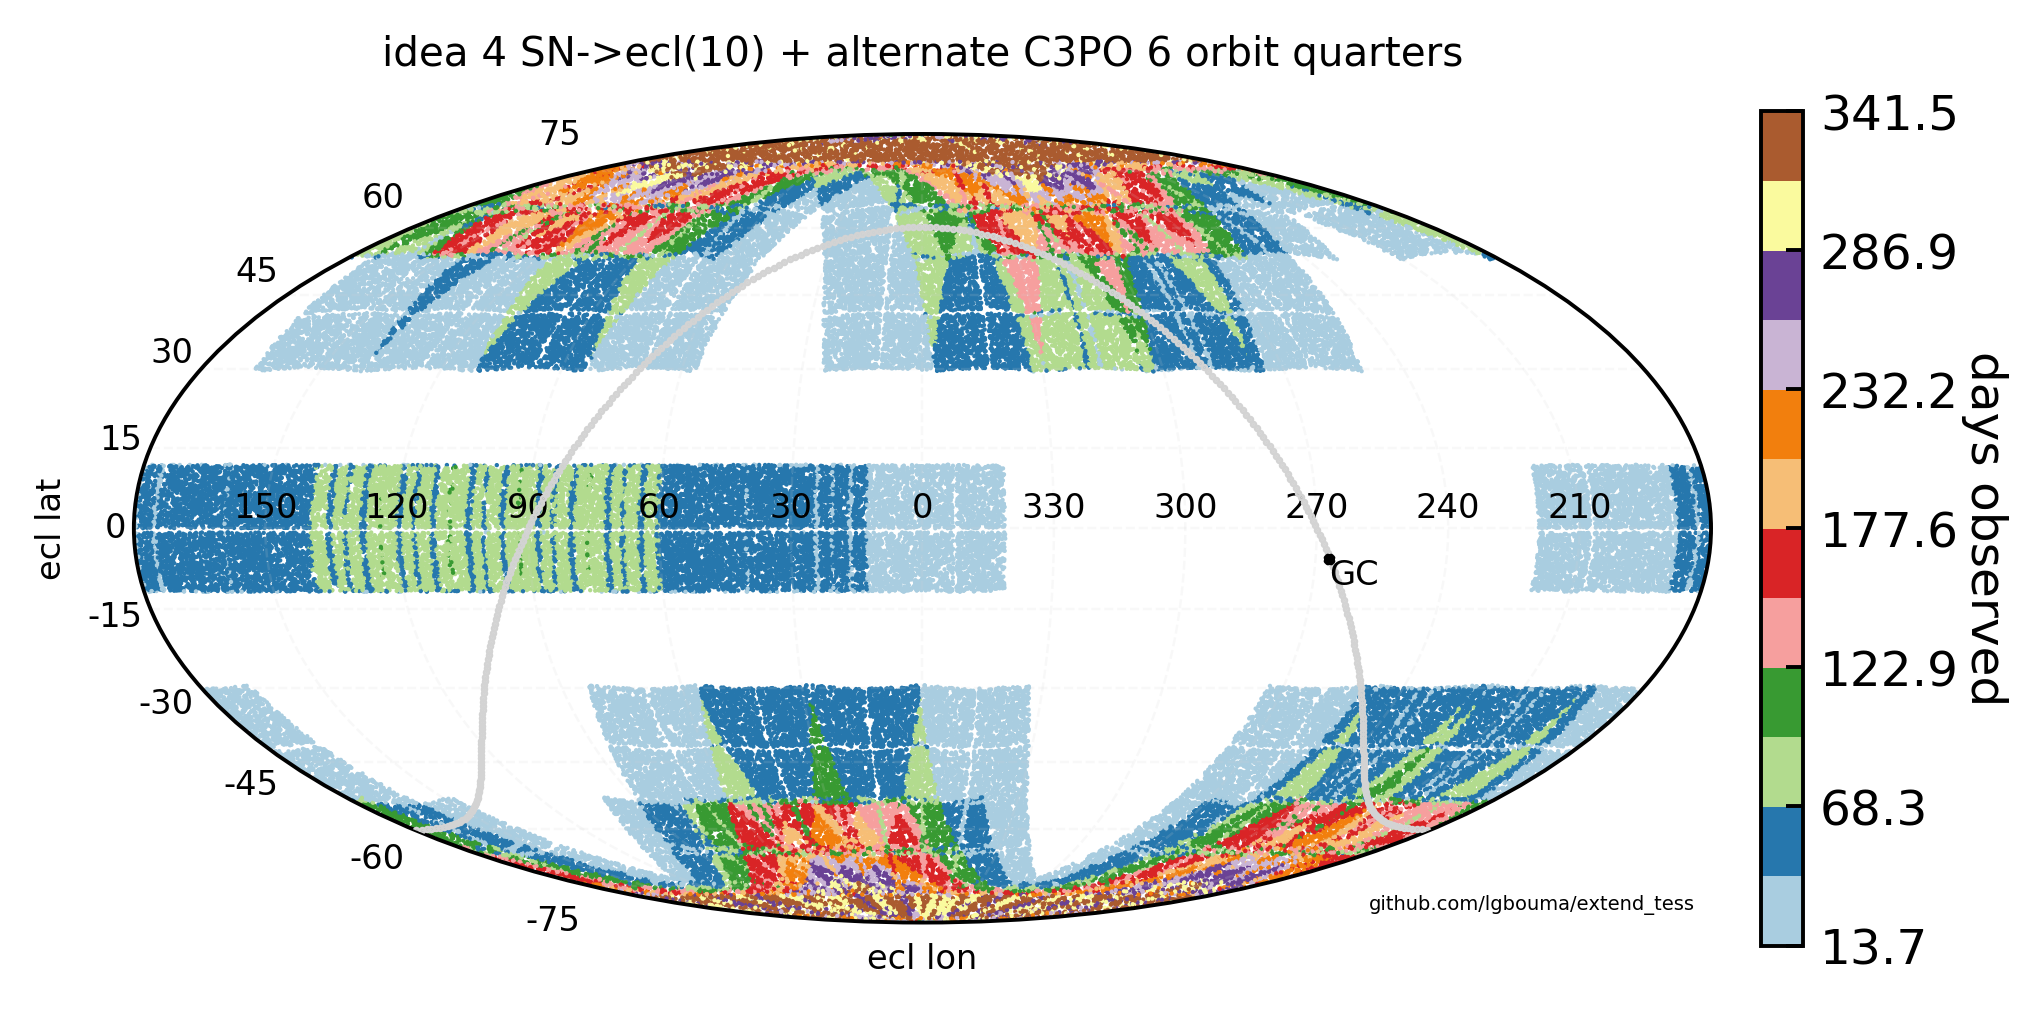 idea 4 SN->ecl(10) + alternate C3PO 6 orbit quarters
75
60
45
30
15
0
-15
-30
-45
-60
-75
ecl lat
150 120 90 60 30 0 330 300 270 240 210
GC
github.com/lgbouma/extend_tess
ecl lon
341.5
286.9
232.2
177.6
122.9
68.3
13.7
days observed